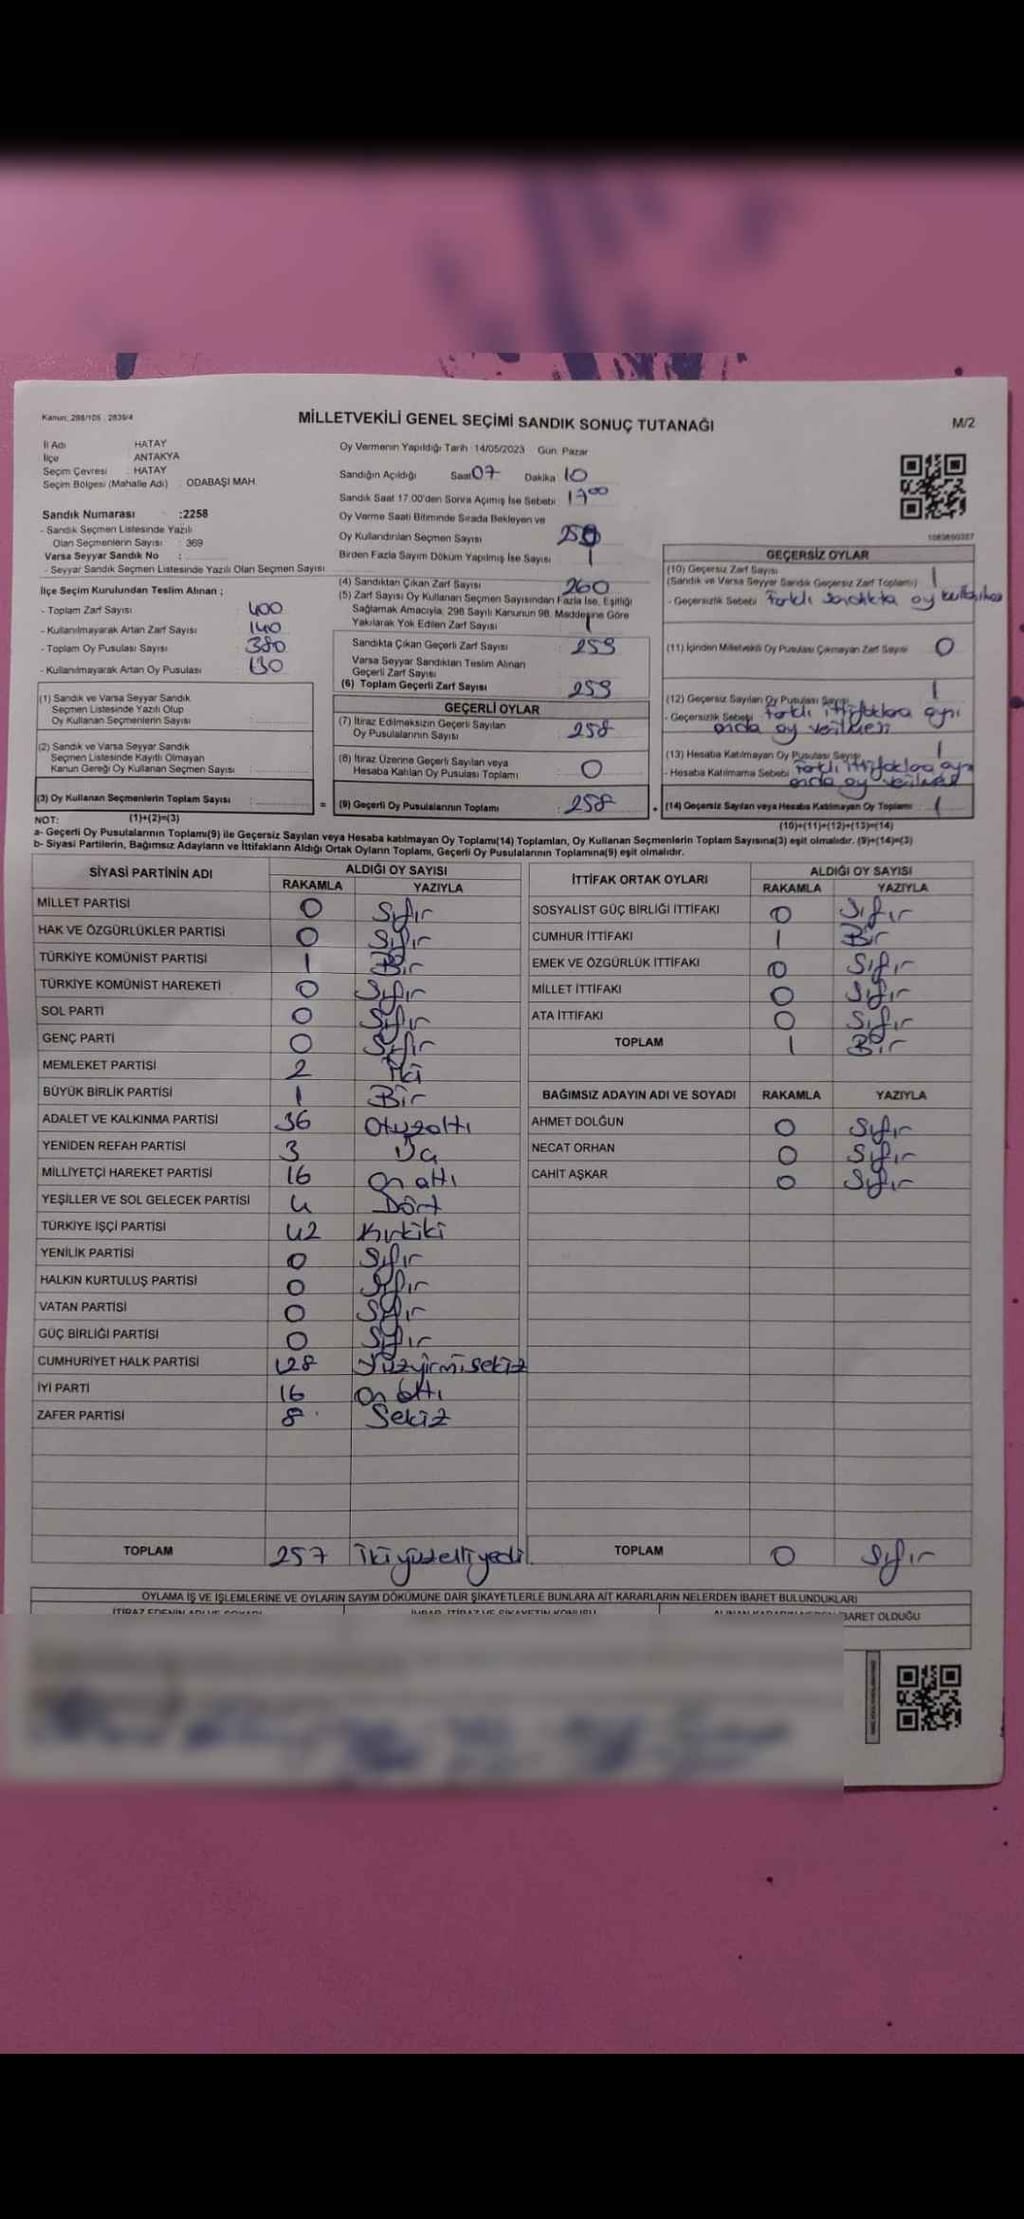 Kanun: 298/105 : 2839/4
MİLLETVEKİLİ GENEL SEÇİMİ SANDIK SONUÇ TUTANAĞI
M/2
İl Adı HATAY
İlçe ANTAKYA
Seçim Çevresi : HATAY
Seçim Bölgesi (Mahalle Adı) : ODABAŞI MAH.
Sandık Numarası :2258
- Sandık Seçmen Listesinde Yazılı
Olan Seçmenlerin Sayısı : 369
Varsa Seyyar Sandık No :
- Seyyar Sandık Seçmen Listesinde Yazılı Olan Seçmen Sayısı :
İlçe Seçim Kurulundan Teslim Alınan ;
- Toplam Zarf Sayısı : 400
- Kullanılmayarak Artan Zarf Sayısı : 140
- Toplam Oy Pusulası Sayısı : 380
- Kullanılmayarak Artan Oy Pusulası : 130
(1) Sandık ve Varsa Seyyar Sandık
Seçmen Listesinde Yazılı Olup
Oy Kullanan Seçmenlerin Sayısı :
(2) Sandık ve Varsa Seyyar Sandık
Seçmen Listesinde Kayıtlı Olmayan
Kanun Gereği Oy Kullanan Seçmen Sayısı :
(3) Oy Kullanan Seçmenlerin Toplam Sayısı :
(1)+(2)=(3)
Oy Vermenin Yapıldığı Tarih : 14/05/2023 Gün: Pazar
Sandığın Açıldığı Saat 07 Dakika 10
Sandık Saat 17.00'den Sonra Açılmış İse Sebebi 1700
Oy Verme Saati Bitiminde Sırada Bekleyen ve
Oy Kullandırılan Seçmen Sayısı
Birden Fazla Sayım Döküm Yapılmış İse Sayısı 1
(4) Sandıktan Çıkan Zarf Sayısı 260
(5) Zarf Sayısı Oy Kullanan Seçmen Sayısından Fazla İse, Eşitliği
Sağlamak Amacıyla, 298 Sayılı Kanunun 98. Maddesine Göre
Yakılarak Yok Edilen Zarf Sayısı 1
Sandıkta Çıkan Geçerli Zarf Sayısı : 259
Varsa Seyyar Sandıktan Teslim Alınan
Geçerli Zarf Sayısı
(6) Toplam Geçerli Zarf Sayısı 259
GEÇERLİ OYLAR
(7) İtiraz Edilmeksizin Geçerli Sayılan
Oy Pusulalarının Sayısı : 258
(8) İtiraz Üzerine Geçerli Sayılan veya
Hesaba Katılan Oy Pusulası Toplamı : 0
= (9) Geçerli Oy Pusulalarının Toplamı : 258
GEÇERSİZ OYLAR
(10) Geçersiz Zarf Sayısı 1
(Sandık ve Varsa Seyyar Sandık Geçersiz Zarf Toplamı)
- Geçersizlik Sebebi Farklı sandıkta oy
(11) İçinden Milletvekili Oy Pusulası Çıkmayan Zarf Sayısı 0
(12) Geçersiz Sayılan Oy Pusulası Sayısı 1
- Geçersizlik Sebebi Farklı ittifaklara aynı
anda oy verilmesi
(13) Hesaba Katılmayan Oy Pusulası Sayısı 1
- Hesaba Katılmama Sebebi Farklı ittifaklara aynı
anda oy verilmesi
(14) Geçersiz Sayılan veya Hesaba Katılmayan Oy Toplamı 1
(10)+(11)+(12)+(13)=(14)
NOT:
a- Geçerli Oy Pusulalarının Toplamı(9) ile Geçersiz Sayılan veya Hesaba katılmayan Oy Toplamı(14) Toplamları, Oy Kullanan Seçmenlerin Toplam Sayısına(3) eşit olmalıdır. (9)+(14)=(3)
b- Siyasi Partilerin, Bağımsız Adayların ve İttifakların Aldığı Ortak Oyların Toplamı, Geçerli Oy Pusulalarının Toplamına(9) eşit olmalıdır.
SİYASİ PARTİNİN ADI ALDIĞI OY SAYISI
RAKAMLA YAZIYLA
MİLLET PARTİSİ 0 Sıfır
HAK VE ÖZGÜRLÜKLER PARTİSİ 0 Sıfır
TÜRKİYE KOMÜNİST PARTİSİ 1 Bir
TÜRKİYE KOMÜNİST HAREKETİ 0 Sıfır
SOL PARTİ 0 Sıfır
GENÇ PARTİ 0 Sıfır
MEMLEKET PARTİSİ 2 İki
BÜYÜK BİRLİK PARTİSİ 1 Bir
ADALET VE KALKINMA PARTİSİ 36 Otuzaltı
YENİDEN REFAH PARTİSİ 3 Üç
MİLLİYETÇİ HAREKET PARTİSİ 16 On altı
YEŞİLLER VE SOL GELECEK PARTİSİ 4 Dört
TÜRKİYE İŞÇİ PARTİSİ 42 Kırkiki
YENİLİK PARTİSİ 0 Sıfır
HALKIN KURTULUŞ PARTİSİ 0 Sıfır
VATAN PARTİSİ 0 Sıfır
GÜÇ BİRLİĞİ PARTİSİ 0 Sıfır
CUMHURİYET HALK PARTİSİ 128 Yüzyirmisekiz
İYİ PARTİ 16 On altı
ZAFER PARTİSİ 8 Sekiz
TOPLAM 257 İkiyüzelliyedi
İTTİFAK ORTAK OYLARI ALDIĞI OY SAYISI
RAKAMLA YAZIYLA
SOSYALİST GÜÇ BİRLİĞİ İTTİFAKI 0 Sıfır
CUMHUR İTTİFAKI 1 Bir
EMEK VE ÖZGÜRLÜK İTTİFAKI 0 Sıfır
MİLLET İTTİFAKI 0 Sıfır
ATA İTTİFAKI 0 Sıfır
TOPLAM 1 Bir
BAĞIMSIZ ADAYIN ADI VE SOYADI RAKAMLA YAZIYLA
AHMET DOLĞUN 0 Sıfır
NECAT ORHAN 0 Sıfır
CAHİT AŞKAR 0 Sıfır
TOPLAM 0 Sıfır
OYLAMA İŞ VE İŞLEMLERİNE VE OYLARIN SAYIM DÖKÜMÜNE DAİR ŞİKAYETLERLE BUNLARA AİT KARARLARIN NELERDEN İBARET BULUNDUKLARI
OLDUĞU